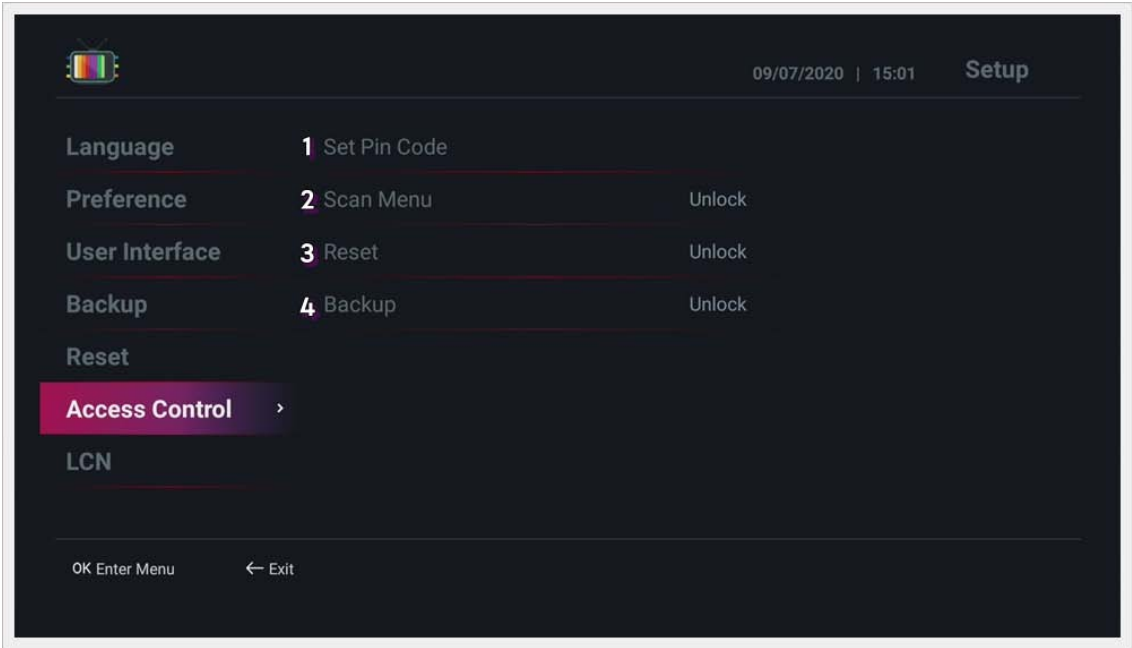 09/07/2020 | 15:01 Setup
Language
1 Set Pin Code
Preference
2 Scan Menu Unlock
User Interface
3 Reset Unlock
Backup
4 Backup Unlock
Reset
Access Control ›
LCN
OK Enter Menu ← Exit